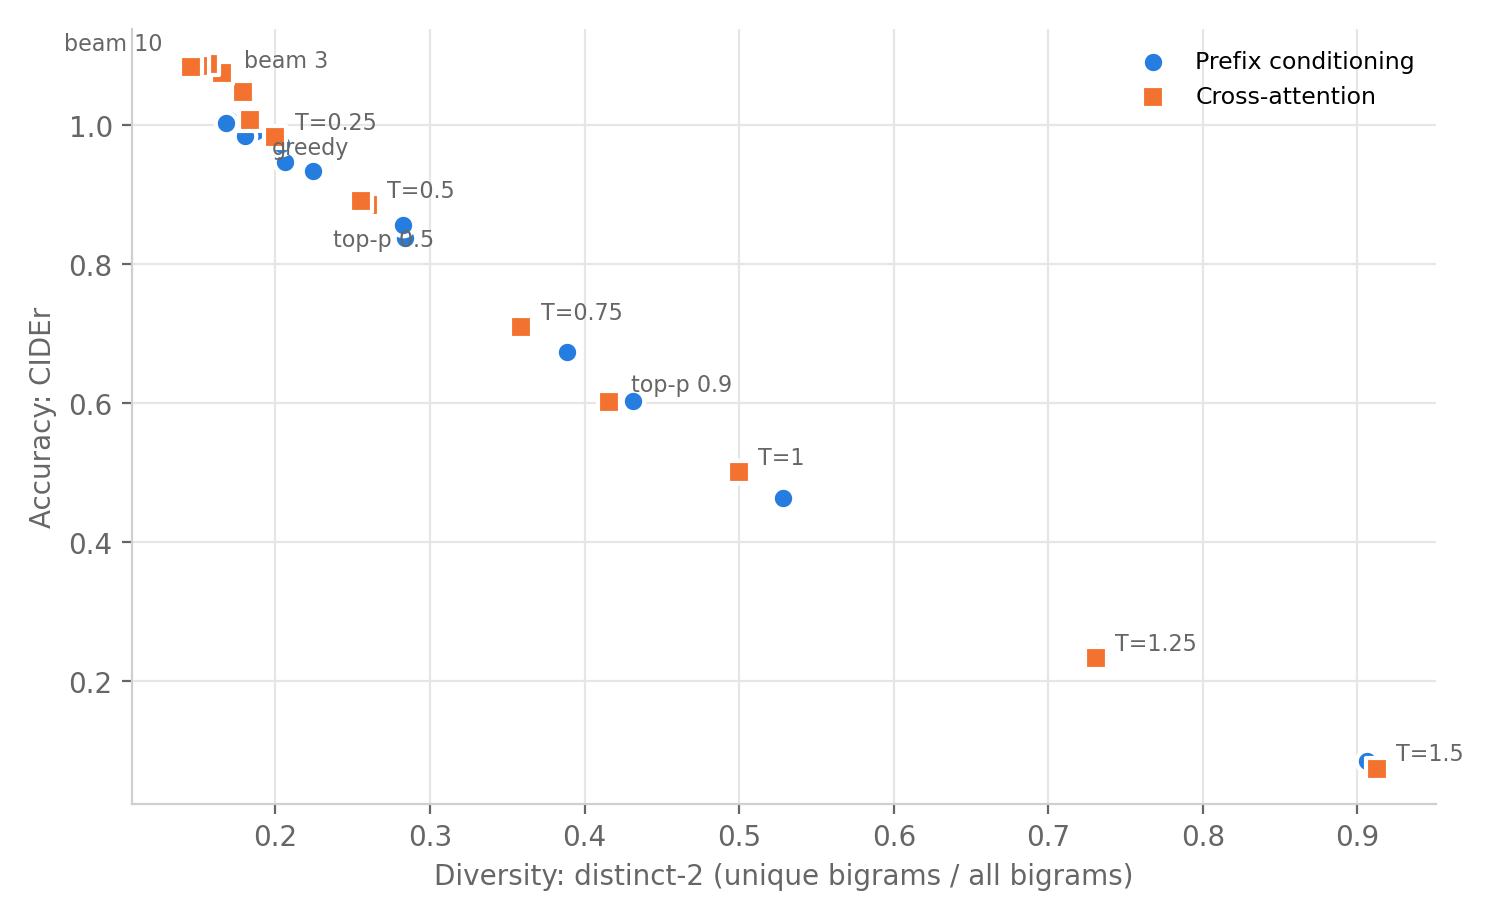 beam 10
beam 3
Prefix conditioning
Cross-attention
T=0.25
greedy
T=0.5
top-p 0.5
T=0.75
top-p 0.9
T=1
T=1.25
T=1.5
1.0
0.8
0.6
0.4
0.2
Accuracy: CIDEr
0.2 0.3 0.4 0.5 0.6 0.7 0.8 0.9
Diversity: distinct-2 (unique bigrams / all bigrams)